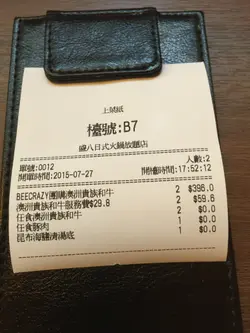 上菜紙
檯號:B7
盛八日式火鍋放題店
單號:0012 人數:2
開單時間:2015-07-27 開檯時間:17:52:12
BEECRAZY團購澳洲貴族和牛 2 $396.0
澳洲貴族和牛服務費$29.8 2 $59.6
任食澳洲貴族和牛 2 $0.0
任食豚肉 1 $0.0
昆布海鹽清湯底 1 $0.0